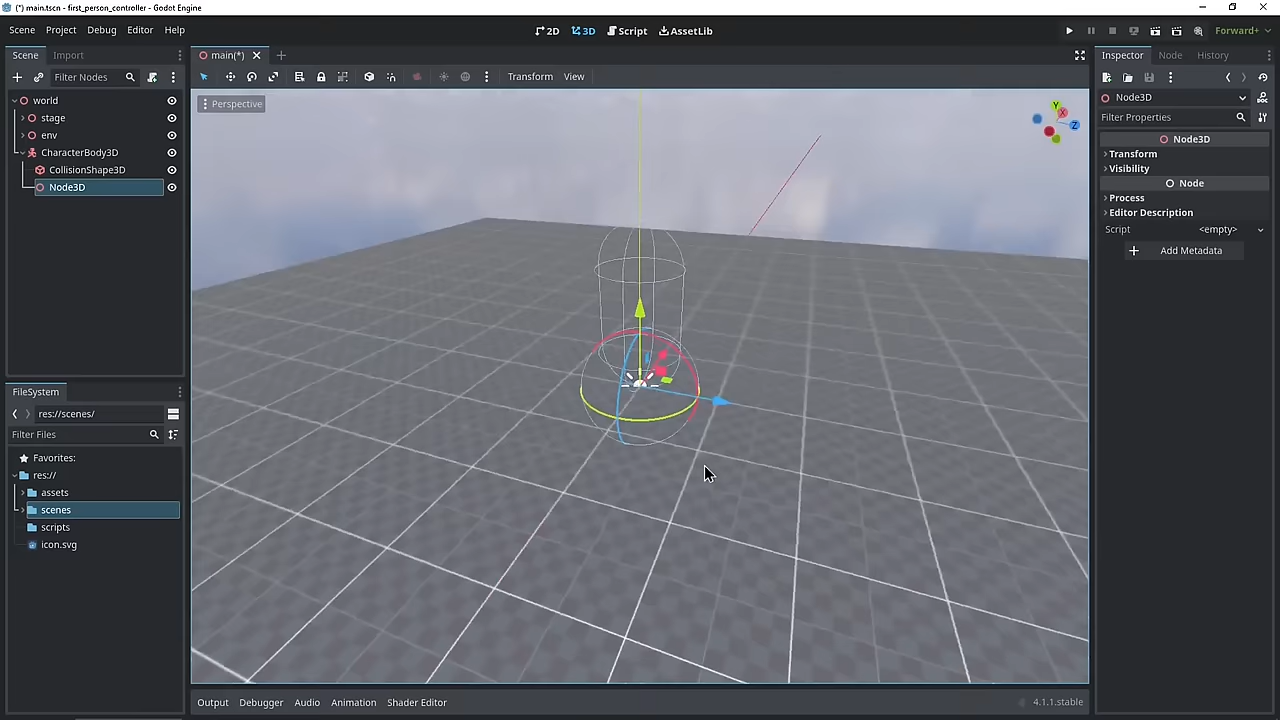 (*) main.tscn - first_person_controller - Godot Engine
Scene Project Debug Editor Help
2D 3D Script AssetLib
Forward+
Scene Import
main(*)
Inspector Node History
Filter Nodes
Transform View
Perspective
world
stage
env
CharacterBody3D
CollisionShape3D
Node3D
Y
X
Z
Node3D
Filter Properties
Node3D
Transform
Visibility
Node
Process
Editor Description
Script <empty>
Add Metadata
FileSystem
res://scenes/
Filter Files
Favorites:
res://
assets
scenes
scripts
icon.svg
Output Debugger Audio Animation Shader Editor
4.1.1.stable